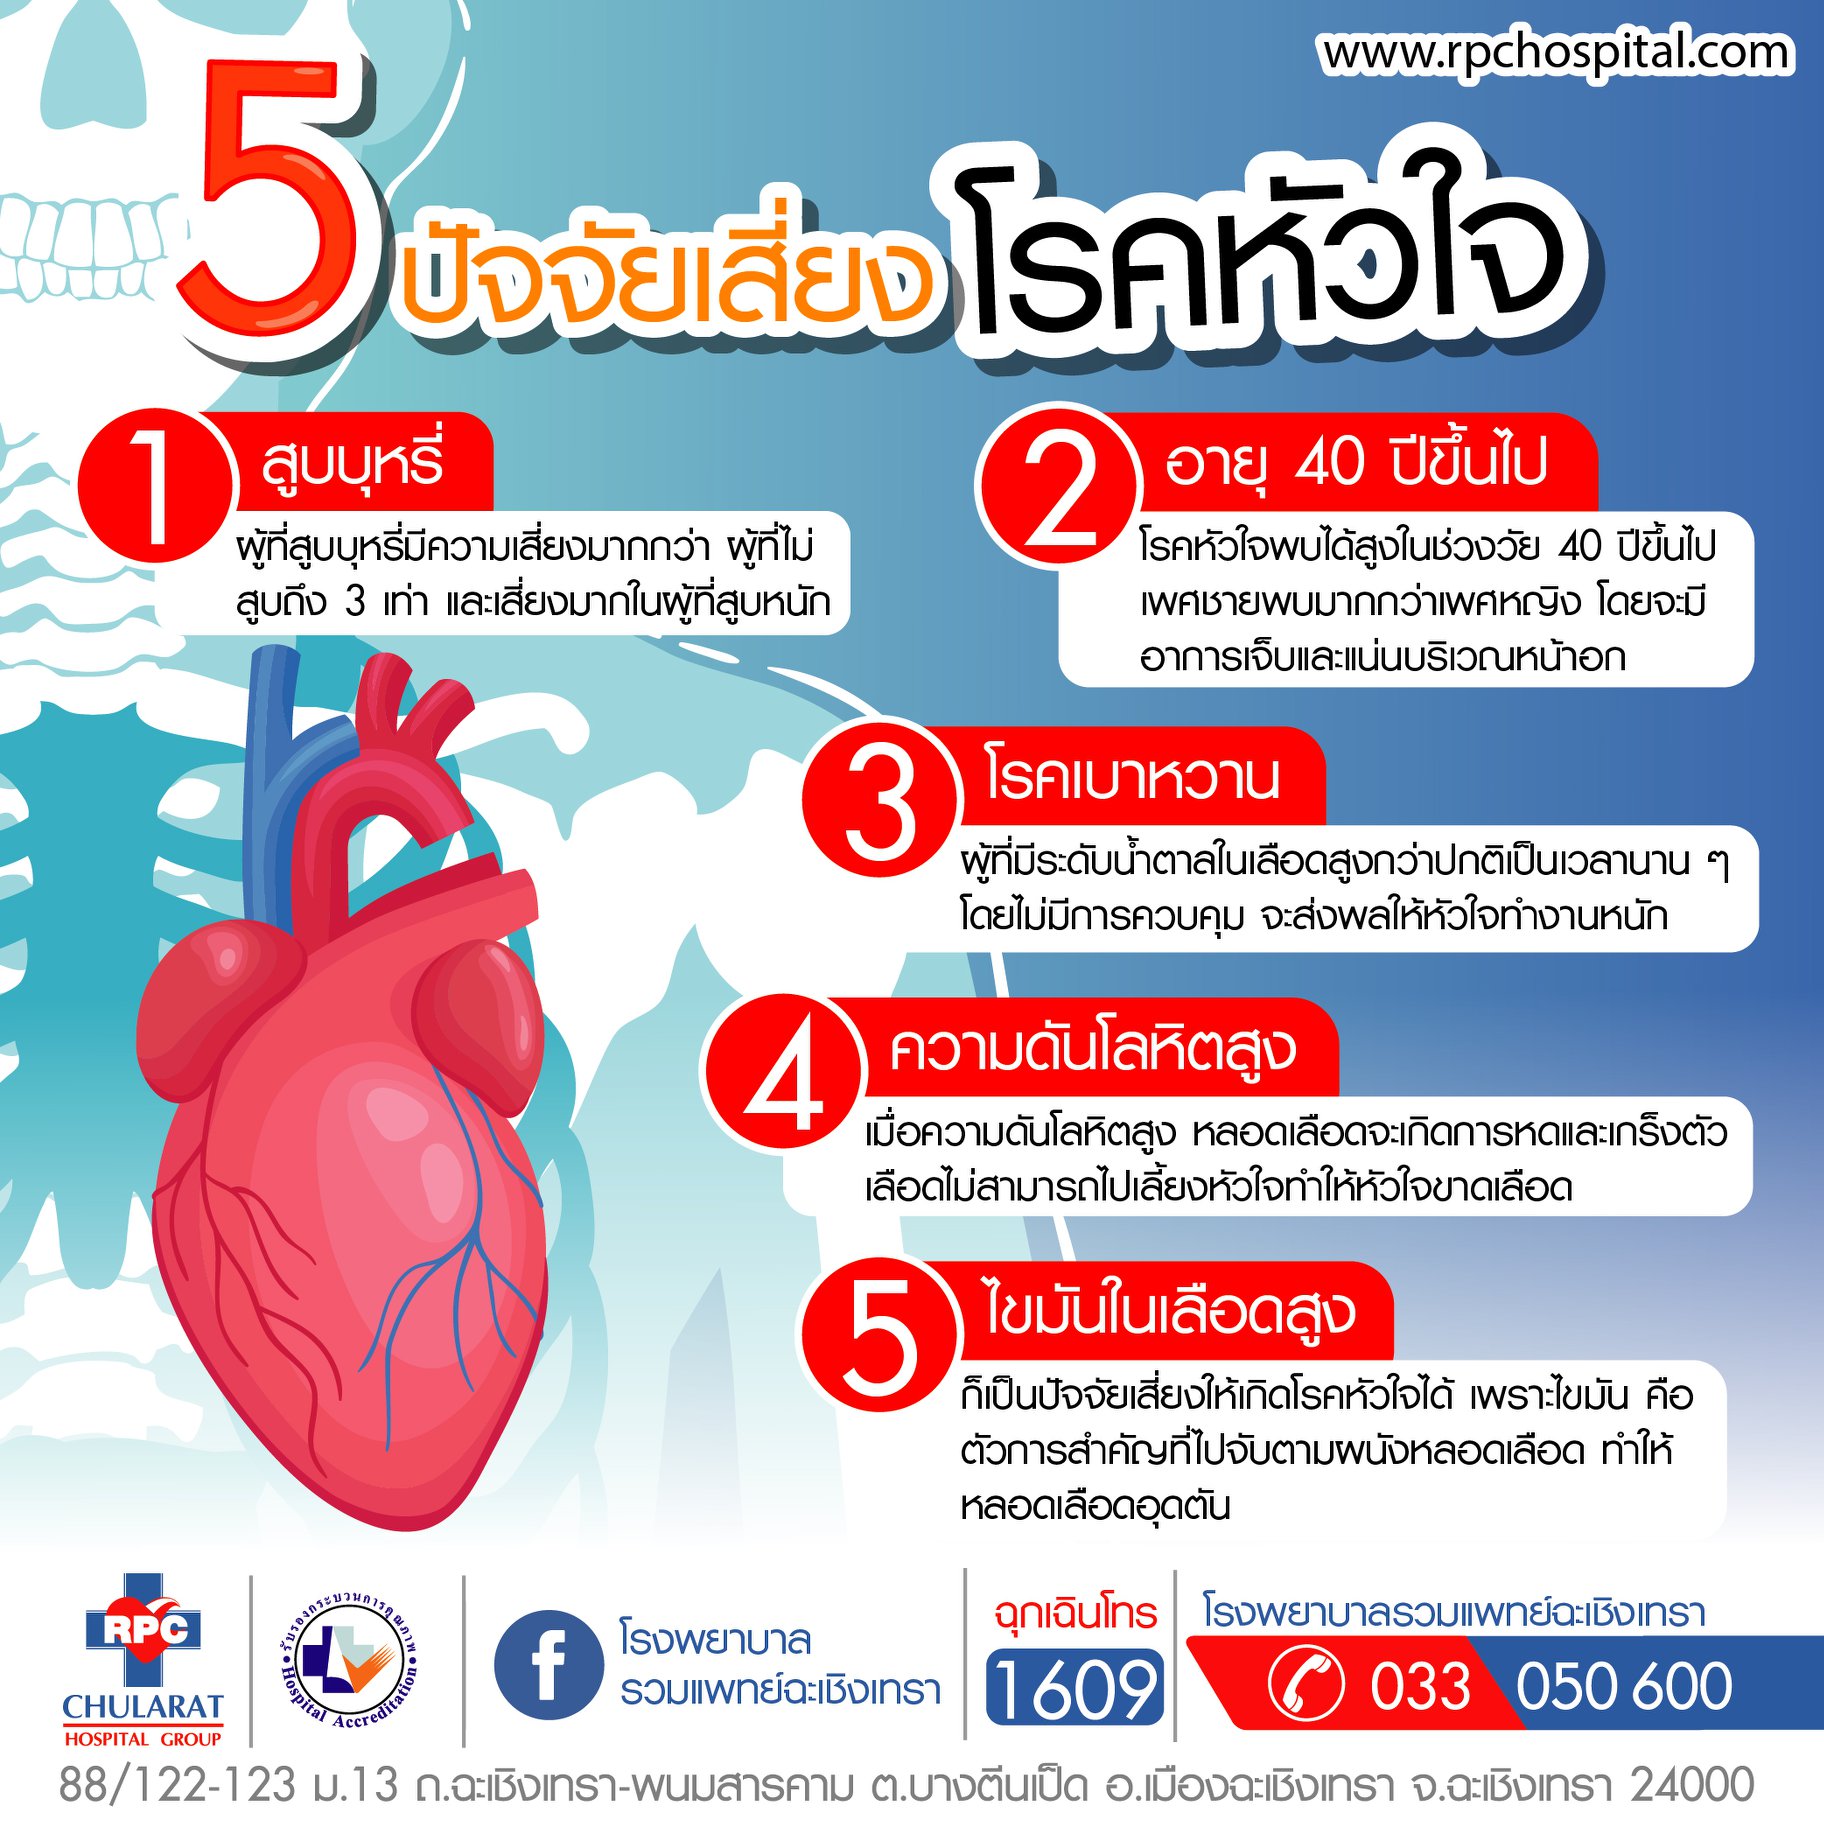 www.rpchospital.com
5 ปัจจัยเสี่ยง โรคหัวใจ
1 สูบบุหรี่
ผู้ที่สูบบุหรี่มีความเสี่ยงมากกว่า ผู้ที่ไม่
สูบถึง 3 เท่า และเสี่ยงมากในผู้ที่สูบหนัก
2 อายุ 40 ปีขึ้นไป
โรคหัวใจพบได้สูงในช่วงวัย 40 ปีขึ้นไป
เพศชายพบมากกว่าเพศหญิง โดยจะมี
อาการเจ็บและแน่นบริเวณหน้าอก
3 โรคเบาหวาน
ผู้ที่มีระดับน้ำตาลในเลือดสูงกว่าปกติเป็นเวลานาน ๆ
โดยไม่มีการควบคุม จะส่งพลให้หัวใจทำงานหนัก
4 ความดันโลหิตสูง
เมื่อความดันโลหิตสูง หลอดเลือดจะเกิดการหดและเกร็งตัว
เลือดไม่สามารถไปเลี้ยงหัวใจทำให้หัวใจขาดเลือด
5 ไขมันในเลือดสูง
ก็เป็นปัจจัยเสี่ยงให้เกิดโรคหัวใจได้ เพราะไขมัน คือ
ตัวการสำคัญที่ไปจับตามผนังหลอดเลือด ทำให้
หลอดเลือดอุดตัน
RPC
CHULARAT
HOSPITAL GROUP
รับรองกระบวนการคุณภาพ
Hospital Accreditation
f
โรงพยาบาล
รวมแพทย์ฉะเชิงเทรา
ฉุกเฉินโทร
1609
โรงพยาบาลรวมแพทย์ฉะเชิงเทรา
033 050 600
88/122-123 ม.13 ถ.ฉะเชิงเทรา-พนมสารคาม ต.บางตีนเป็ด อ.เมืองฉะเชิงเทรา จ.ฉะเชิงเทรา 24000